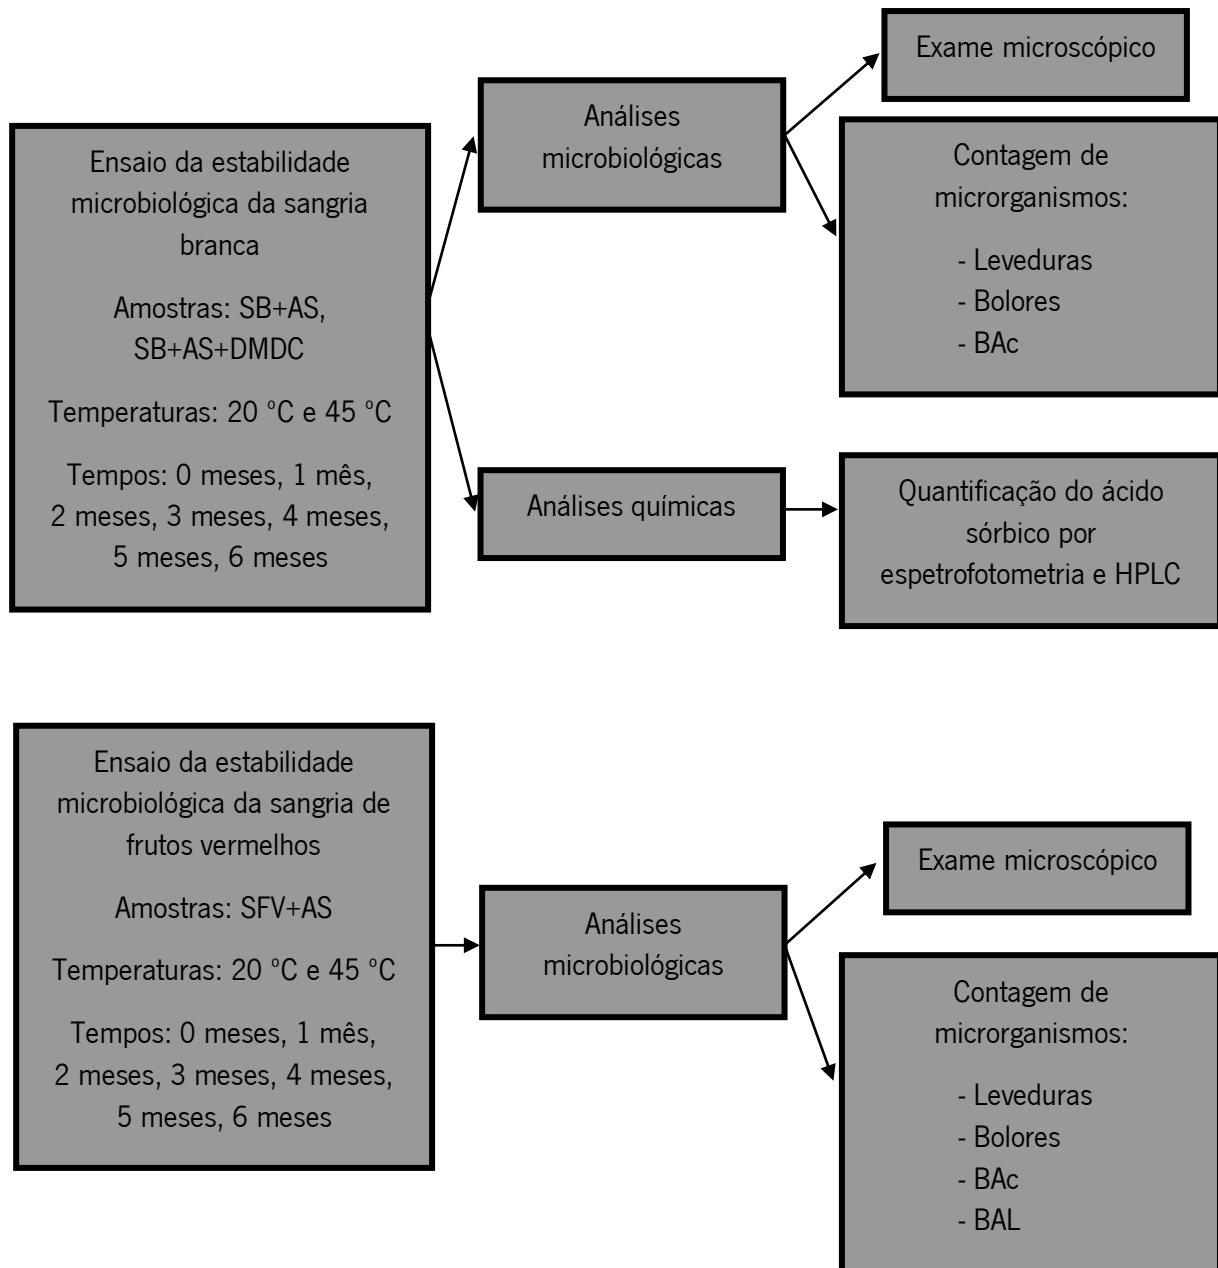 Ensaio da estabilidade
microbiológica da sangria
branca
Amostras: SB+AS,
SB+AS+DMDC
Temperaturas: 20 ºC e 45 ºC
Tempos: 0 meses, 1 mês,
2 meses, 3 meses, 4 meses,
5 meses, 6 meses
Análises
microbiológicas
Exame microscópico
Contagem de
microrganismos:
- Leveduras
- Bolores
- BAc
Análises químicas
Quantificação do ácido
sórbico por
espetrofotometria e HPLC
Ensaio da estabilidade
microbiológica da sangria de
frutos vermelhos
Amostras: SFV+AS
Temperaturas: 20 ºC e 45 ºC
Tempos: 0 meses, 1 mês,
2 meses, 3 meses, 4 meses,
5 meses, 6 meses
Análises
microbiológicas
Exame microscópico
Contagem de
microrganismos:
- Leveduras
- Bolores
- BAc
- BAL